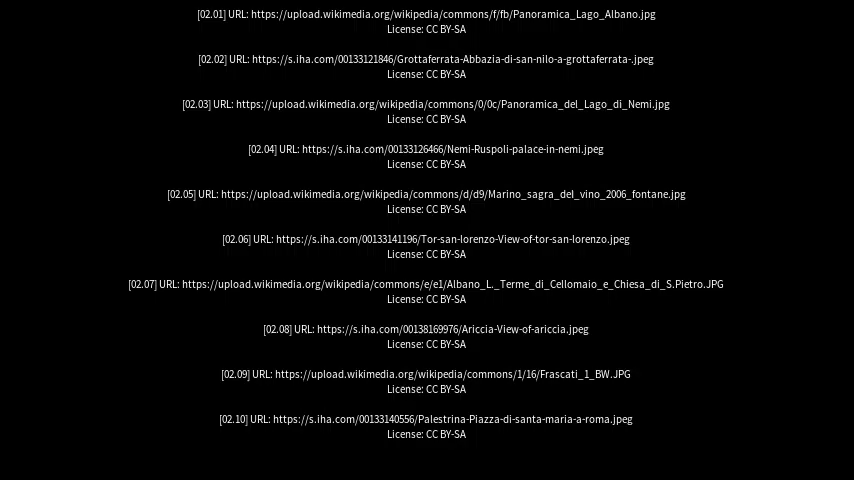 [02.01] URL: https://upload.wikimedia.org/wikipedia/commons/f/fb/Panoramica_Lago_Albano.jpg
License: CC BY-SA
[02.02] URL: https://s.iha.com/00133121846/Grottaferrata-Abbazia-di-san-nilo-a-grottaferrata-.jpeg
License: CC BY-SA
[02.03] URL: https://upload.wikimedia.org/wikipedia/commons/0/0c/Panoramica_del_Lago_di_Nemi.jpg
License: CC BY-SA
[02.04] URL: https://s.iha.com/00133126466/Nemi-Ruspoli-palace-in-nemi.jpeg
License: CC BY-SA
[02.05] URL: https://upload.wikimedia.org/wikipedia/commons/d/d9/Marino_sagra_del_vino_2006_fontane.jpg
License: CC BY-SA
[02.06] URL: https://s.iha.com/00133141196/Tor-san-lorenzo-View-of-tor-san-lorenzo.jpeg
License: CC BY-SA
[02.07] URL: https://upload.wikimedia.org/wikipedia/commons/e/e1/Albano_L._Terme_di_Cellomaio_e_Chiesa_di_S.Pietro.JPG
License: CC BY-SA
[02.08] URL: https://s.iha.com/00138169976/Ariccia-View-of-ariccia.jpeg
License: CC BY-SA
[02.09] URL: https://upload.wikimedia.org/wikipedia/commons/1/16/Frascati_1_BW.JPG
License: CC BY-SA
[02.10] URL: https://s.iha.com/00133140556/Palestrina-Piazza-di-santa-maria-a-roma.jpeg
License: CC BY-SA